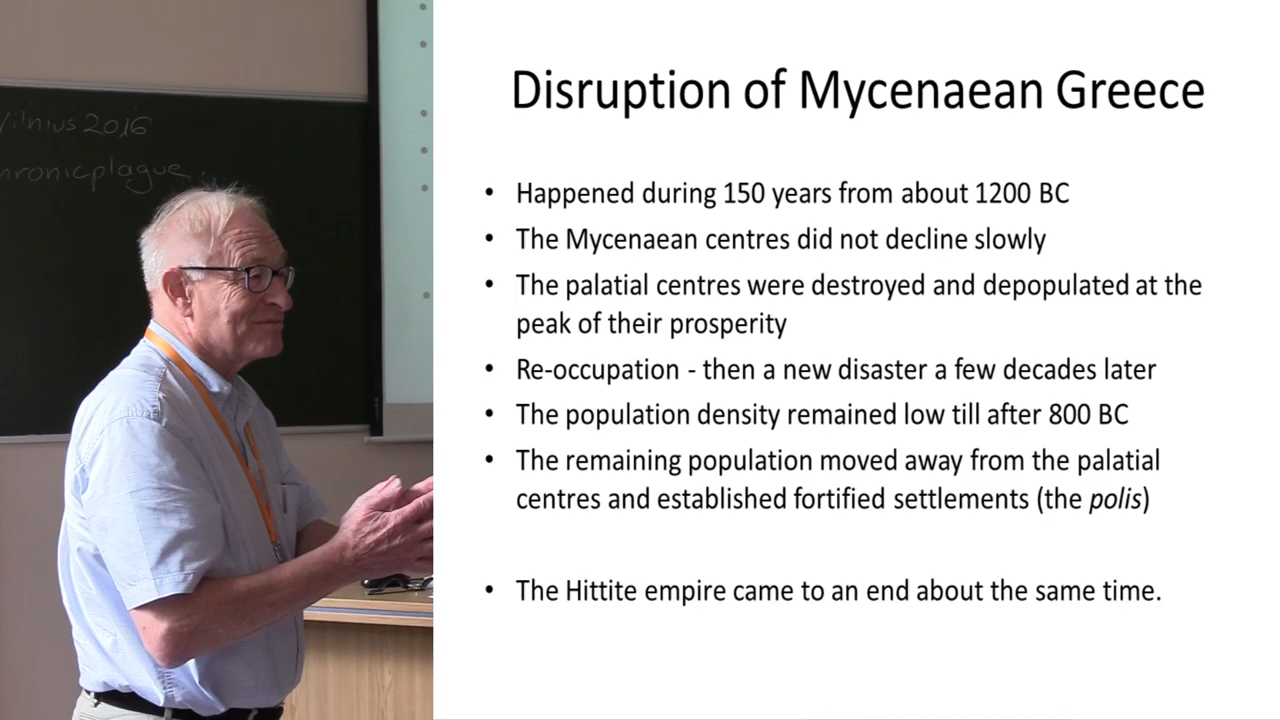 Vilnius 2016
Disruption of Mycenaean Greece
• Happened during 150 years from about 1200 BC
• The Mycenaean centres did not decline slowly
• The palatial centres were destroyed and depopulated at the
peak of their prosperity
• Re-occupation - then a new disaster a few decades later
• The population density remained low till after 800 BC
• The remaining population moved away from the palatial
centres and established fortified settlements (the polis)
• The Hittite empire came to an end about the same time.